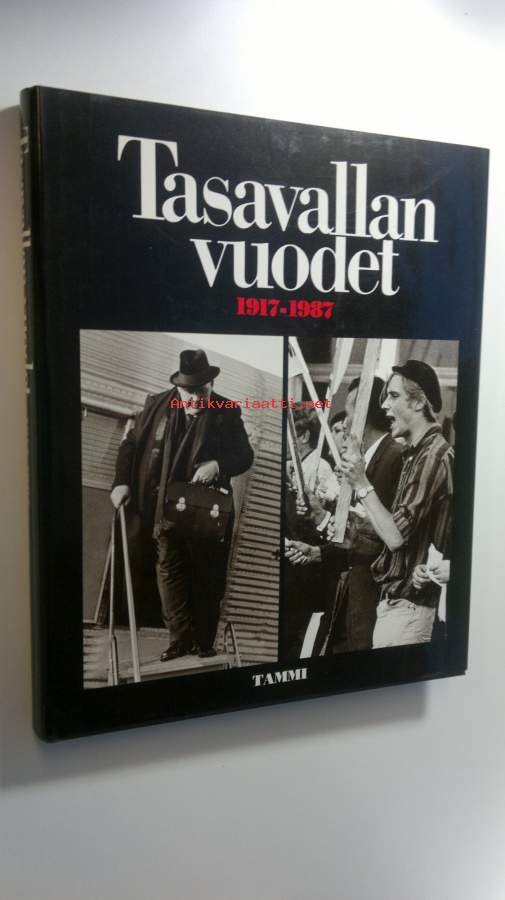 Tasavallan
vuodet
1917-1987
Antikvariaatti.net
TAMMI